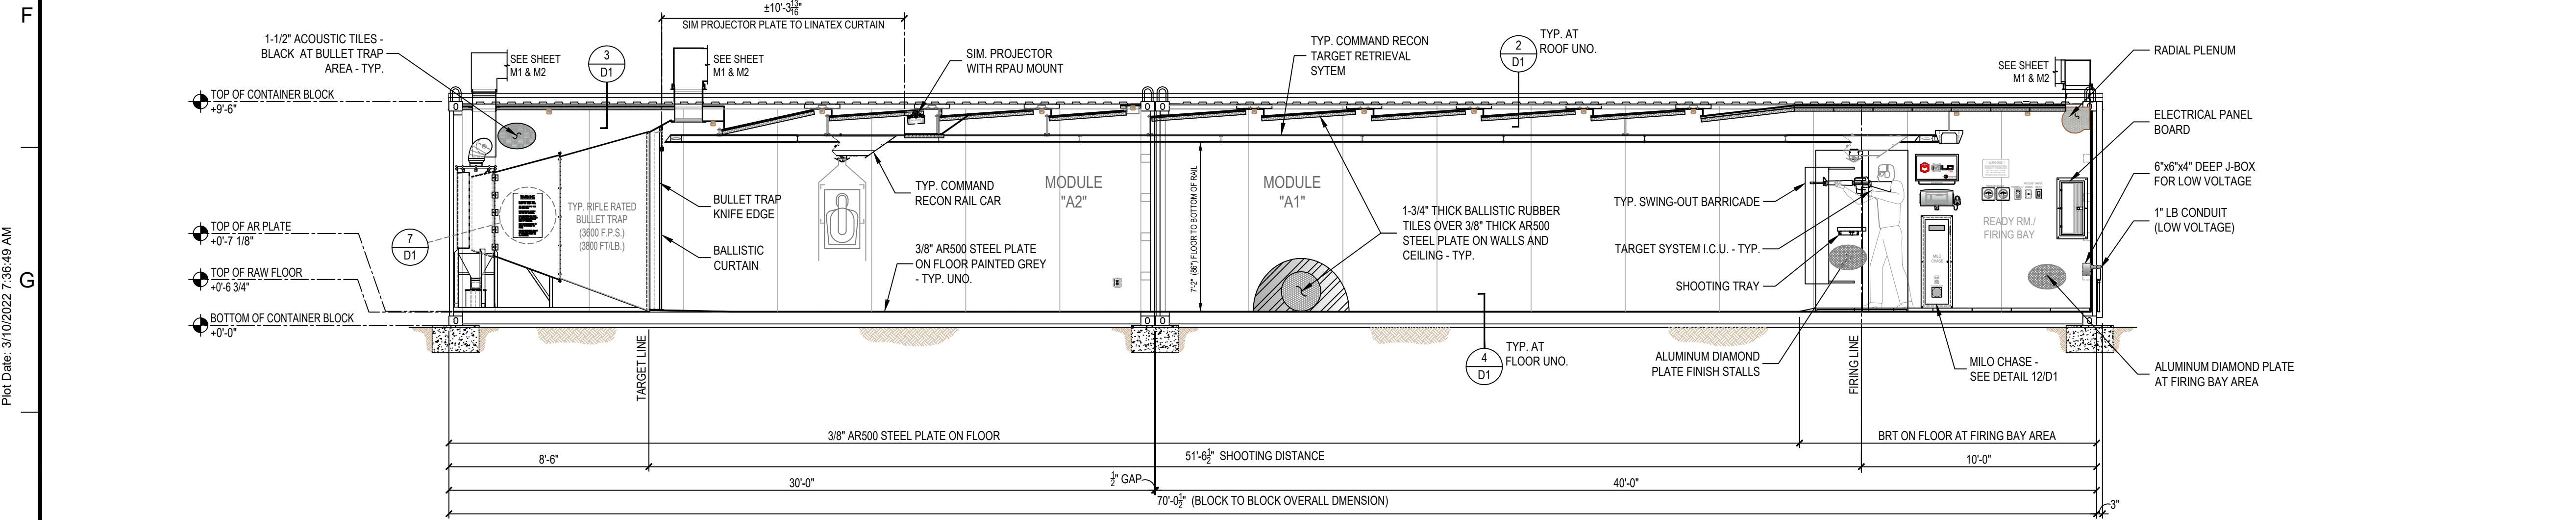 F
G
Plot Date: 3/10/2022 7:36:49 AM
±10'-3 13/16"
SIM PROJECTOR PLATE TO LINATEX CURTAIN
1-1/2" ACOUSTIC TILES -
BLACK AT BULLET TRAP
AREA - TYP.
SEE SHEET
M1 & M2
3
D1
SEE SHEET
M1 & M2
SIM. PROJECTOR
WITH RPAU MOUNT
TYP. COMMAND RECON
TARGET RETRIEVAL
SYTEM
2
D1
TYP. AT
ROOF UNO.
SEE SHEET
M1 & M2
RADIAL PLENUM
TOP OF CONTAINER BLOCK
+9'-6"
ELECTRICAL PANEL
BOARD
6"x6"x4" DEEP J-BOX
FOR LOW VOLTAGE
1" LB CONDUIT
(LOW VOLTAGE)
TOP OF AR PLATE
+0'-7 1/8"
7
D1
TYP. RIFLE RATED
BULLET TRAP
(3600 F.P.S.)
(3800 FT/LB.)
BULLET TRAP
KNIFE EDGE
BALLISTIC
CURTAIN
TYP. COMMAND
RECON RAIL CAR
3/8" AR500 STEEL PLATE
ON FLOOR PAINTED GREY
- TYP. UNO.
MODULE
"A2"
7'-2" (86") FLOOR TO BOTTOM OF RAIL
MODULE
"A1"
1-3/4" THICK BALLISTIC RUBBER
TILES OVER 3/8" THICK AR500
STEEL PLATE ON WALLS AND
CEILING - TYP.
TYP. SWING-OUT BARRICADE
TARGET SYSTEM I.C.U. - TYP.
SHOOTING TRAY
MILO
CHASE
READY RM./
FIRING BAY
TOP OF RAW FLOOR
+0'-6 3/4"
BOTTOM OF CONTAINER BLOCK
+0'-0"
TARGET LINE
4
D1
TYP. AT
FLOOR UNO.
ALUMINUM DIAMOND
PLATE FINISH STALLS
FIRING LINE
MILO CHASE -
SEE DETAIL 12/D1
ALUMINUM DIAMOND PLATE
AT FIRING BAY AREA
3/8" AR500 STEEL PLATE ON FLOOR
BRT ON FLOOR AT FIRING BAY AREA
8'-6"
51'-6 1/2" SHOOTING DISTANCE
10'-0"
30'-0"
1/2" GAP
40'-0"
70'-0 1/2" (BLOCK TO BLOCK OVERALL DMENSION)
3"